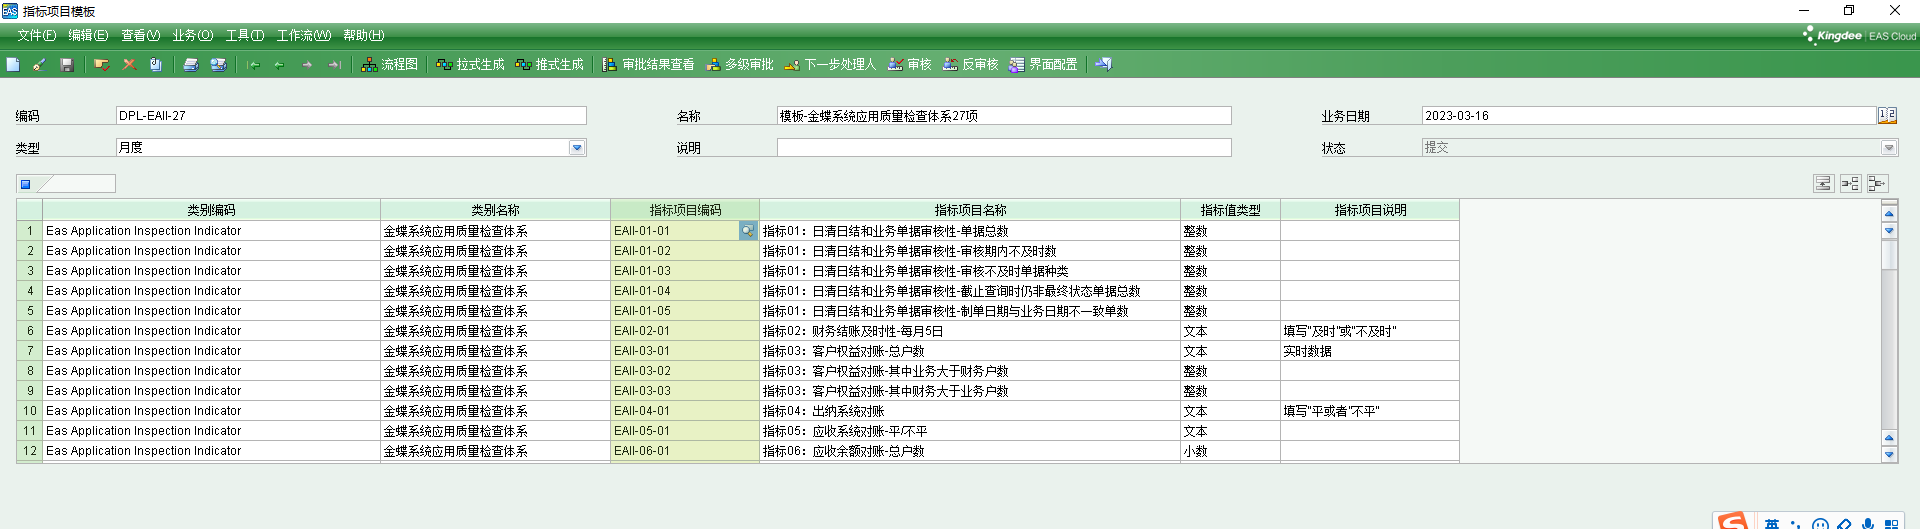 指标项目模板
文件(F) 编辑(E) 查看(V) 业务(O) 工具(T) 工作流(W) 帮助(H)
Kingdee EAS Cloud
流程图 拉式生成 推式生成 审批结果查看 多级审批 下一步处理人 审核 反审核 界面配置
编码 DPL-EAII-27 名称 模板-金蝶系统应用质量检查体系27项 业务日期 2023-03-16
类型 月度 说明 状态 提交
类别编码 类别名称 指标项目编码 指标项目名称 指标值类型 指标项目说明
1 Eas Application Inspection Indicator 金蝶系统应用质量检查体系 EAII-01-01 指标01：日清日结和业务单据审核性-单据总数 整数
2 Eas Application Inspection Indicator 金蝶系统应用质量检查体系 EAII-01-02 指标01：日清日结和业务单据审核性-审核期内不及时数 整数
3 Eas Application Inspection Indicator 金蝶系统应用质量检查体系 EAII-01-03 指标01：日清日结和业务单据审核性-审核不及时单据种类 整数
4 Eas Application Inspection Indicator 金蝶系统应用质量检查体系 EAII-01-04 指标01：日清日结和业务单据审核性-截止查询时仍非最终状态单据总数 整数
5 Eas Application Inspection Indicator 金蝶系统应用质量检查体系 EAII-01-05 指标01：日清日结和业务单据审核性-制单日期与业务日期不一致单数 整数
6 Eas Application Inspection Indicator 金蝶系统应用质量检查体系 EAII-02-01 指标02：财务结账及时性-每月5日 文本 填写"及时"或"不及时"
7 Eas Application Inspection Indicator 金蝶系统应用质量检查体系 EAII-03-01 指标03：客户权益对账-总户数 文本 实时数据
8 Eas Application Inspection Indicator 金蝶系统应用质量检查体系 EAII-03-02 指标03：客户权益对账-其中业务大于财务户数 整数
9 Eas Application Inspection Indicator 金蝶系统应用质量检查体系 EAII-03-03 指标03：客户权益对账-其中财务大于业务户数 整数
10 Eas Application Inspection Indicator 金蝶系统应用质量检查体系 EAII-04-01 指标04：出纳系统对账 文本 填写"平或者"不平"
11 Eas Application Inspection Indicator 金蝶系统应用质量检查体系 EAII-05-01 指标05：应收系统对账-平/不平 文本
12 Eas Application Inspection Indicator 金蝶系统应用质量检查体系 EAII-06-01 指标06：应收余额对账-总户数 小数
英